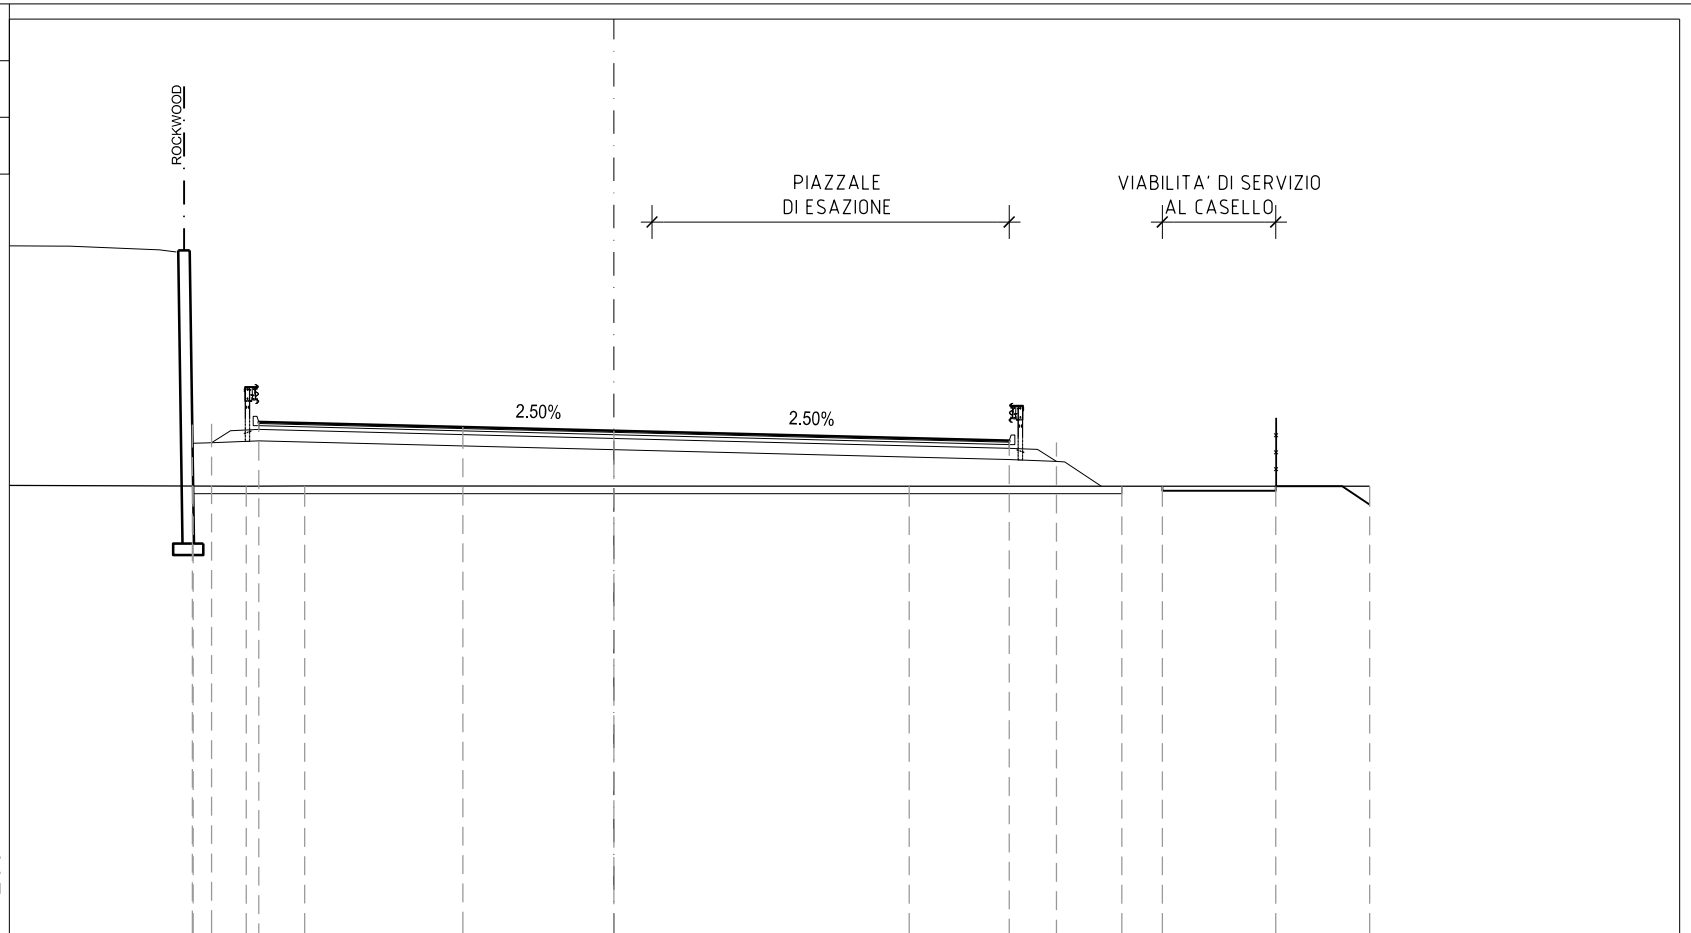 ROCKWOOD
PIAZZALE
DI ESAZIONE
VIABILITA' DI SERVIZIO
AL CASELLO
2.50%
2.50%